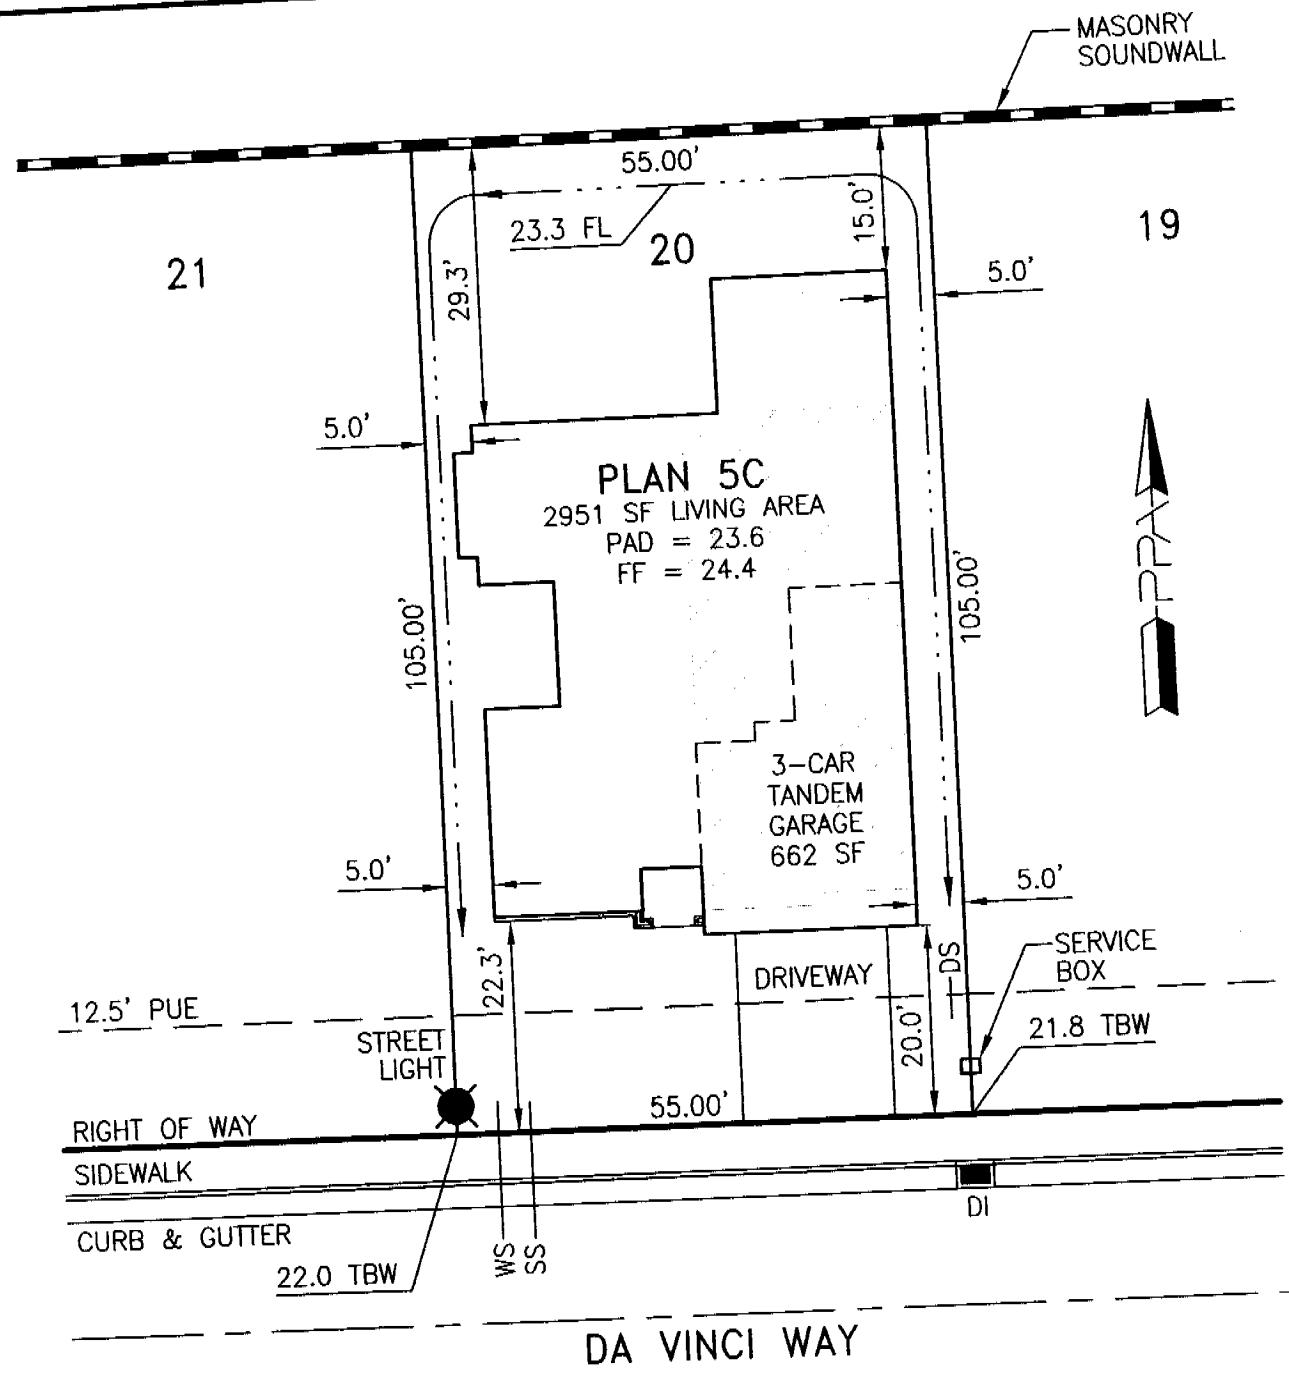 MASONRY
SOUNDWALL
55.00'
23.3 FL
15.0'
20
19
21
29.3'
5.0'
5.0'
PLAN 5C
2951 SF LIVING AREA
PAD = 23.6
FF = 24.4
PPA
105.00'
105.00'
3-CAR
TANDEM
GARAGE
662 SF
5.0'
5.0'
22.3'
DRIVEWAY
DS
SERVICE
BOX
12.5' PUE
STREET
LIGHT
20.0'
21.8 TBW
55.00'
RIGHT OF WAY
SIDEWALK
DI
CURB & GUTTER
WS
SS
22.0 TBW
DA VINCI WAY